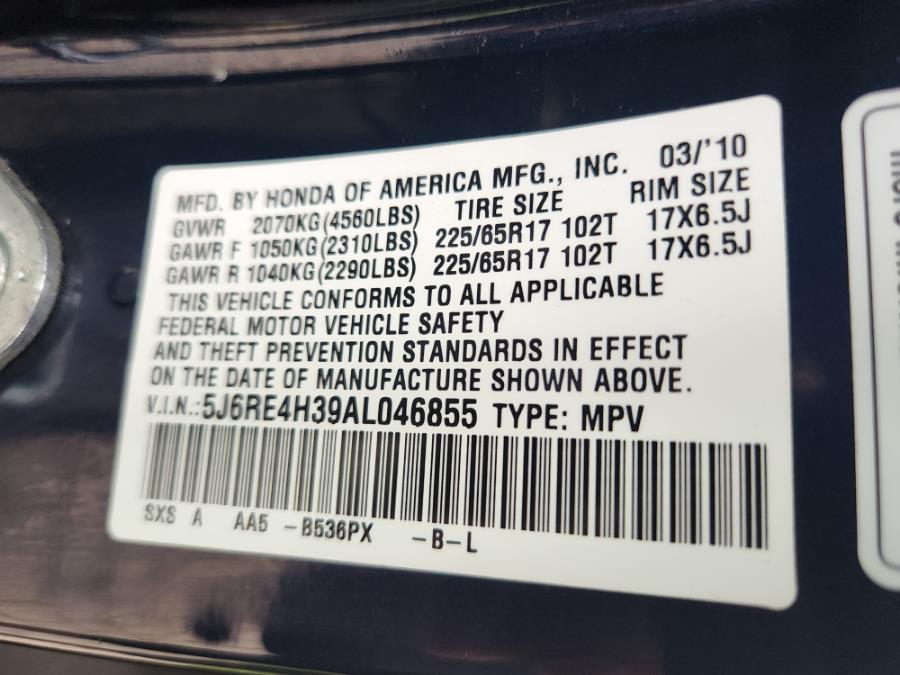 MFD. BY HONDA OF AMERICA MFG., INC. 03/'10
GVWR 2070KG(4560LBS) TIRE SIZE RIM SIZE
GAWR F 1050KG(2310LBS) 225/65R17 102T 17X6.5J
GAWR R 1040KG(2290LBS) 225/65R17 102T 17X6.5J
THIS VEHICLE CONFORMS TO ALL APPLICABLE
FEDERAL MOTOR VEHICLE SAFETY
AND THEFT PREVENTION STANDARDS IN EFFECT
ON THE DATE OF MANUFACTURE SHOWN ABOVE.
V.I.N.:5J6RE4H39AL046855 TYPE: MPV
SXS A AA5 -B536PX -B-L